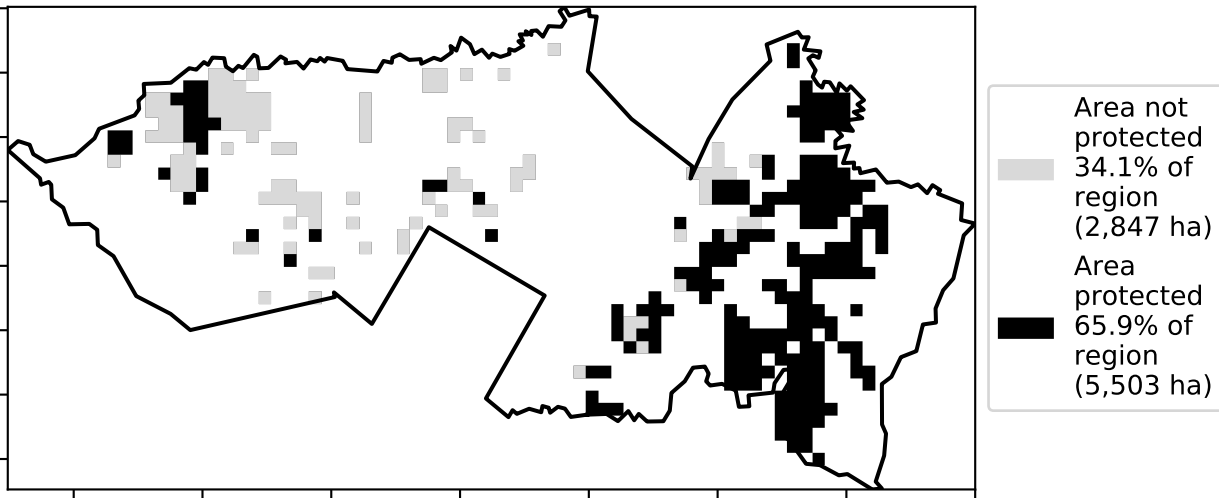 Area not
protected
34.1% of
region
(2,847 ha)
Area
protected
65.9% of
region
(5,503 ha)